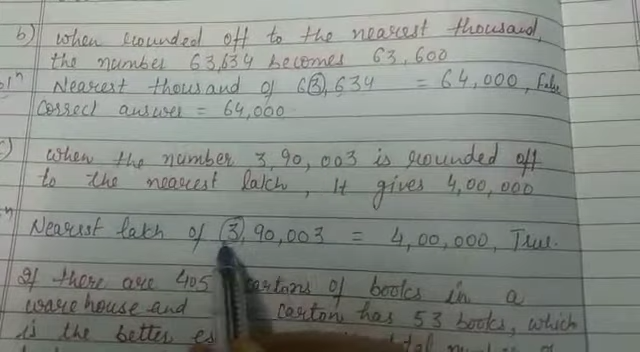 b) when rounded off to the nearest thousand,
the number 63,634 becomes 63,600
Nearest thousand of 63,634 = 64,000, False
Correct answer = 64,000
c) when the number 3,90,003 is rounded off
to the nearest lakh, It gives 4,00,000
Nearest lakh of 3,90,003 = 4,00,000, True.
If there are 405 cartons of books in a
warehouse and carton has 53 books, which
is the better